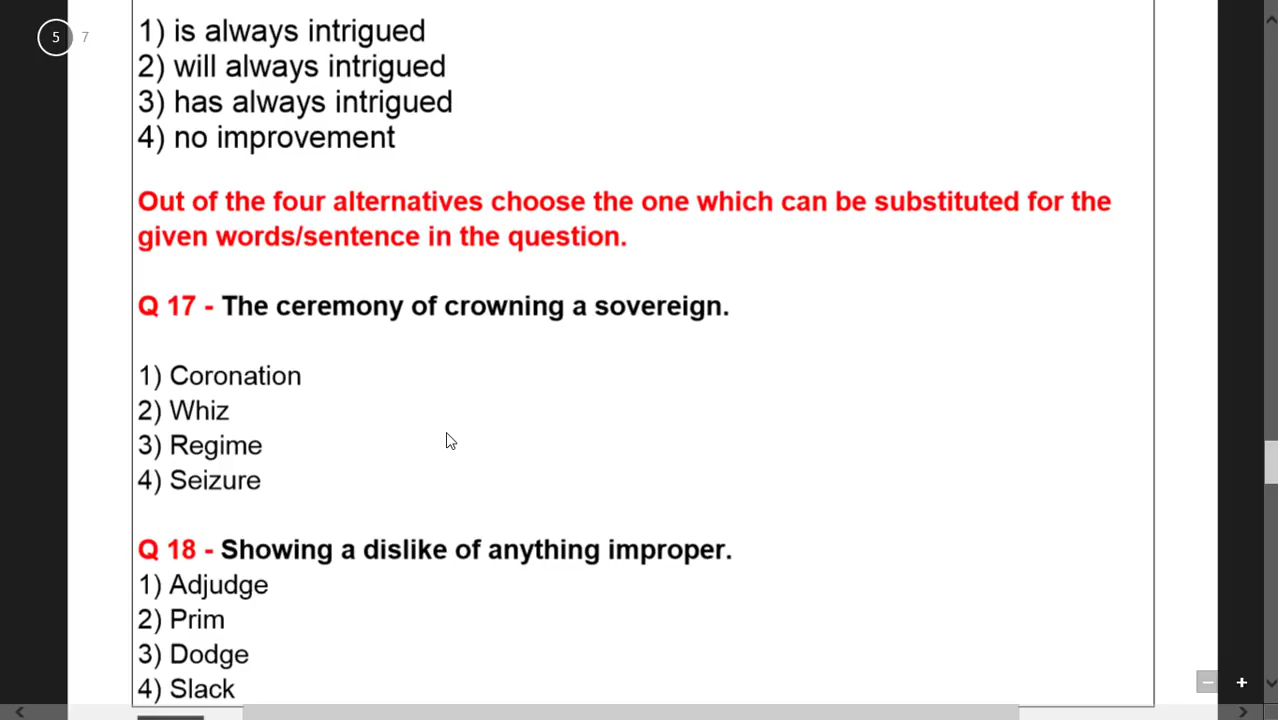 5 7
1) is always intrigued
2) will always intrigued
3) has always intrigued
4) no improvement
Out of the four alternatives choose the one which can be substituted for the
given words/sentence in the question.
Q 17 - The ceremony of crowning a sovereign.
1) Coronation
2) Whiz
3) Regime
4) Seizure
Q 18 - Showing a dislike of anything improper.
1) Adjudge
2) Prim
3) Dodge
4) Slack